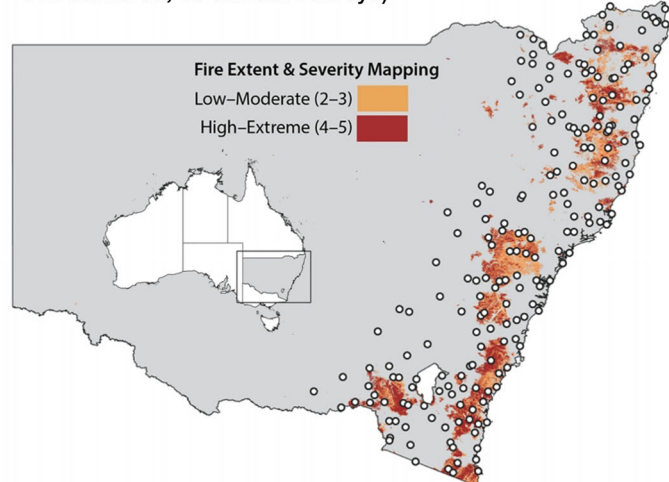 Fire Extent & Severity Mapping
Low–Moderate (2–3)
High–Extreme (4–5)